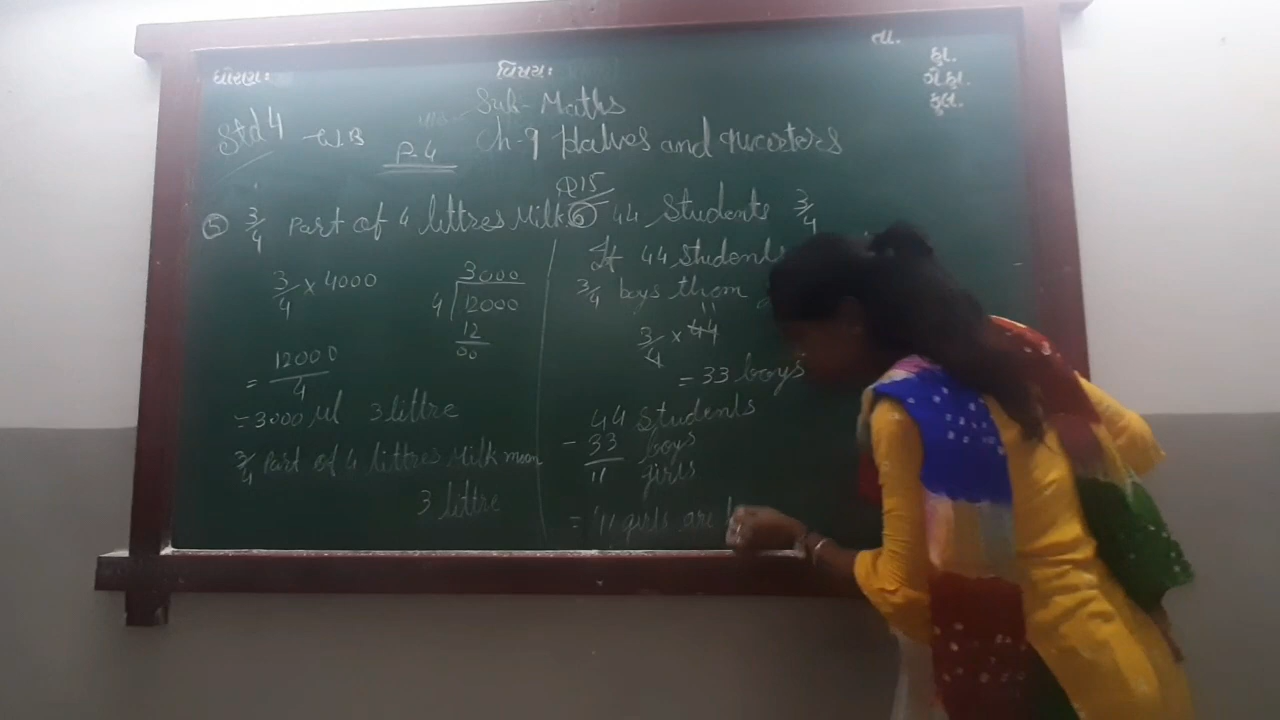 ધોરણઃ
વિષયઃ
તા.
હા.
ગે.હા.
કુલ.
Std 4
Sub- Maths
P-4
Ch-9 Halves and quarters
⑤ 3/4 Part of 4 littres Milk
3/4 x 4000
3000
4 12000
12
00
= 12000/4
=3000 ml 3 littre
3/4 Part of 4 littres Milk mean
3 littre
Q15
⑥ 44 Students 3/4
If 44 students
3/4 boys them
11
3/4 x 44
= 33 boys
44 students
- 33 boys
11 girls
= 11 girls are